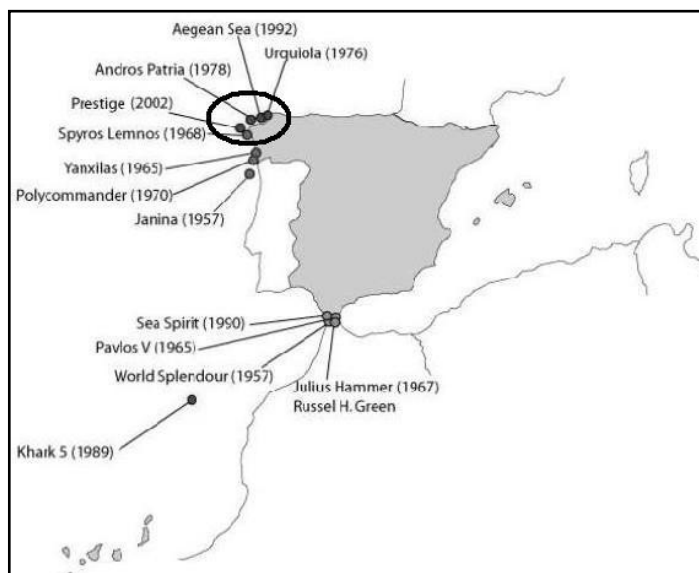 Aegean Sea (1992)
Urquiola (1976)
Andros Patria (1978)
Prestige (2002)
Spyros Lemnos (1968)
Yanxilas (1965)
Polycommander (1970)
Janina (1957)
Sea Spirit (1990)
Pavlos V (1965)
World Splendour (1957)
Julius Hammer (1967)
Russel H. Green
Khark 5 (1989)